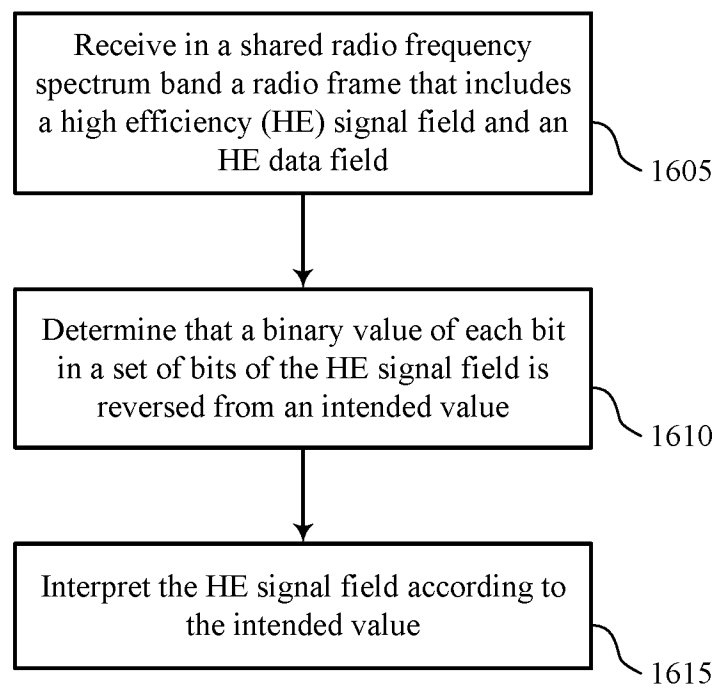 Receive in a shared radio frequency
spectrum band a radio frame that includes
a high efficiency (HE) signal field and an
HE data field
1605
Determine that a binary value of each bit
in a set of bits of the HE signal field is
reversed from an intended value
1610
Interpret the HE signal field according to
the intended value
1615